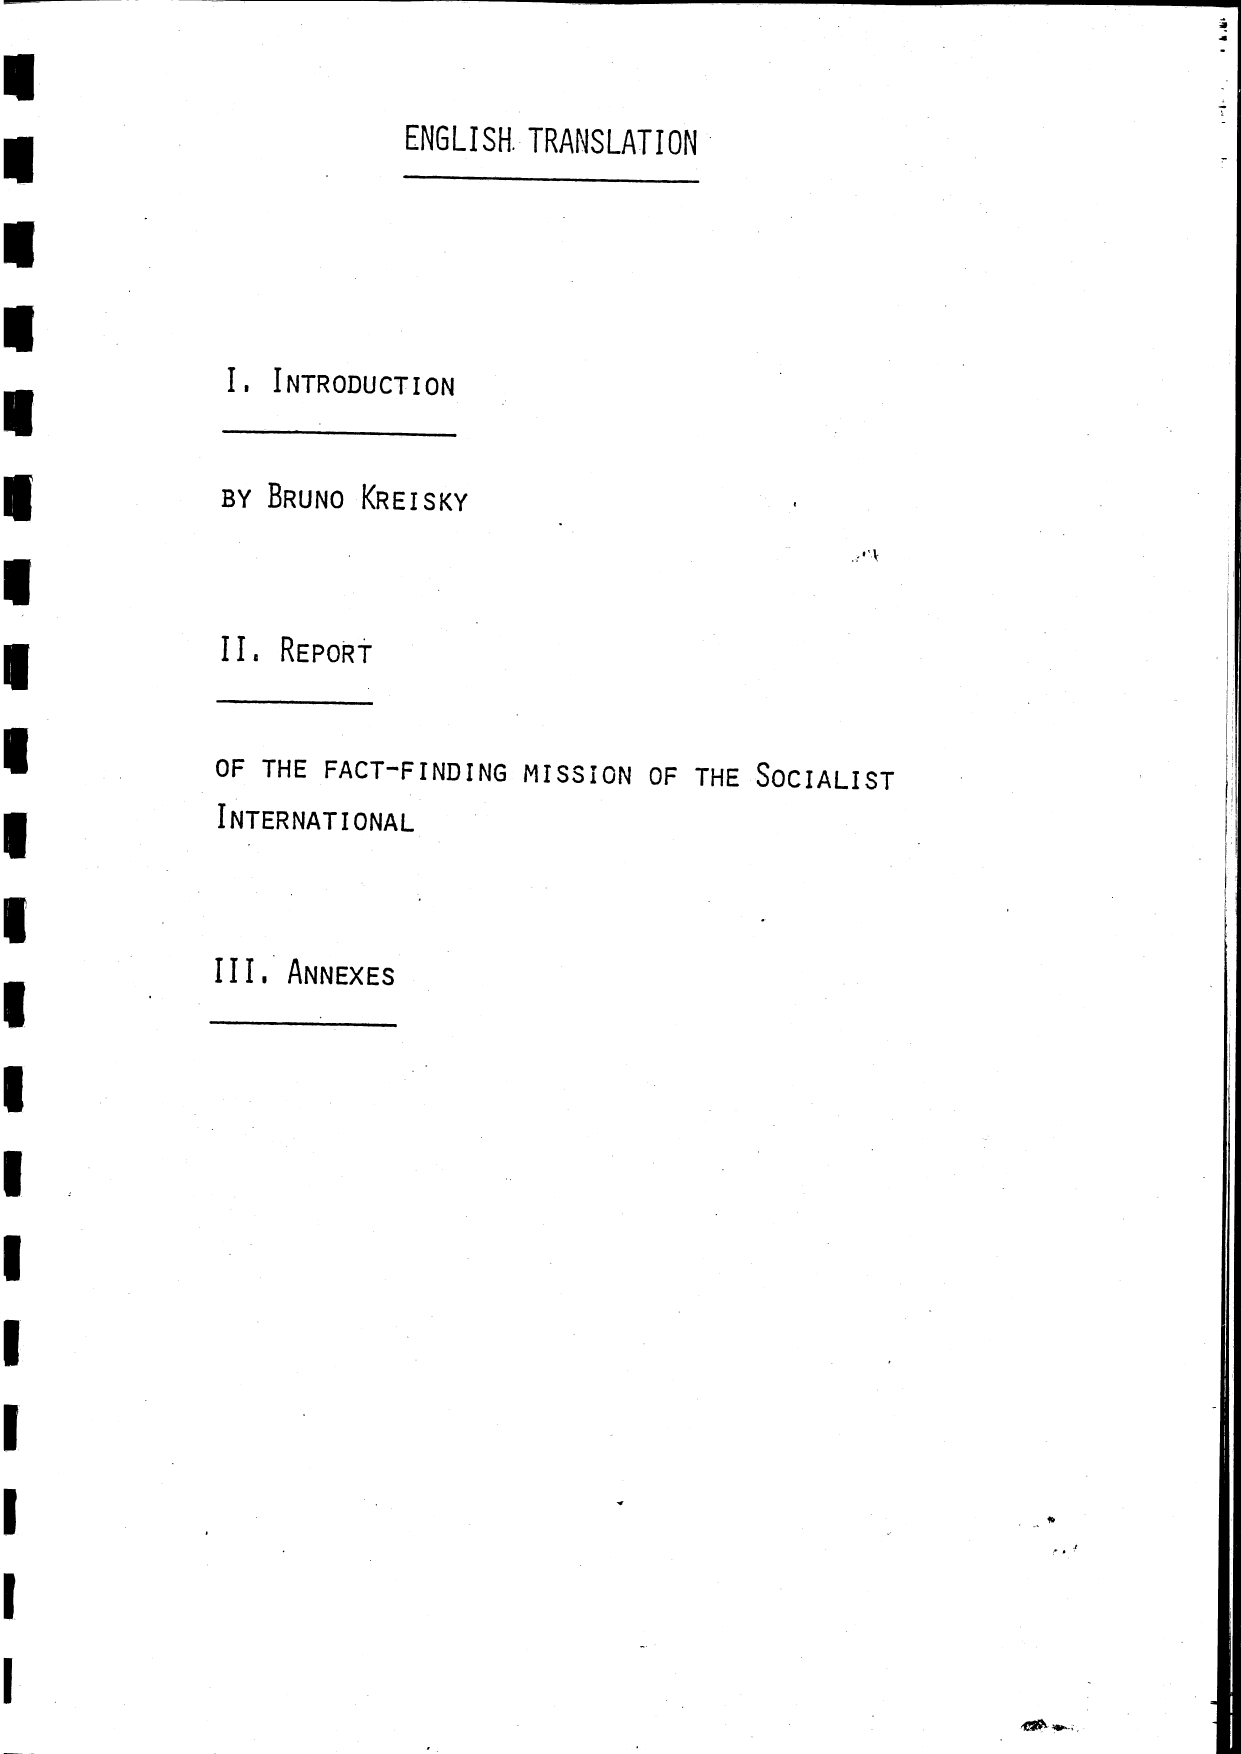 ENGLISH TRANSLATION
I. INTRODUCTION
BY BRUNO KREISKY
II. REPORT
OF THE FACT-FINDING MISSION OF THE SOCIALIST
INTERNATIONAL
III. ANNEXES